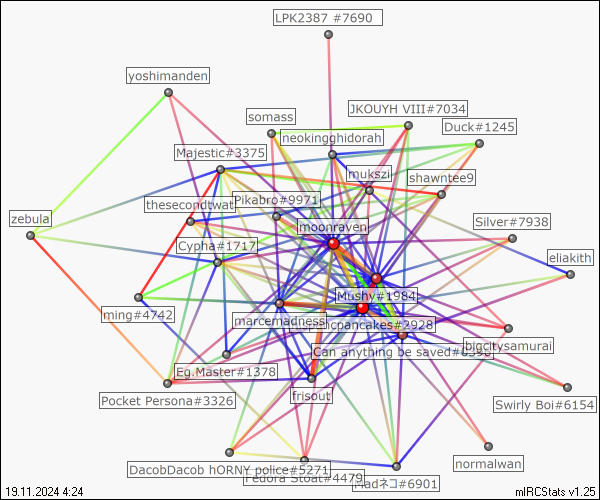 LPK2387 #7690
yoshimanden
JKOUYH VIII#7034
somass
Duck#1245
neokingghidorah
Majestic#3375
mukszi
shawntee9
Pikabro#9971
thesecondtwat
zebula
Silver#7938
moonraven
Cypha#1717
eliakith
Mushy#1984
ming#4742
marcemadness
icpancakes#2928
bigcitysamurai
Can anything be saved#6390
Eg.Master#1378
frisout
Pocket Persona#3326
Swirly Boi#6154
normalwan
DacobDacob hORNY police#5271
Fedora Stoat#4479
Madネコ#6901
19.11.2024 4:24
mIRCStats v1.25